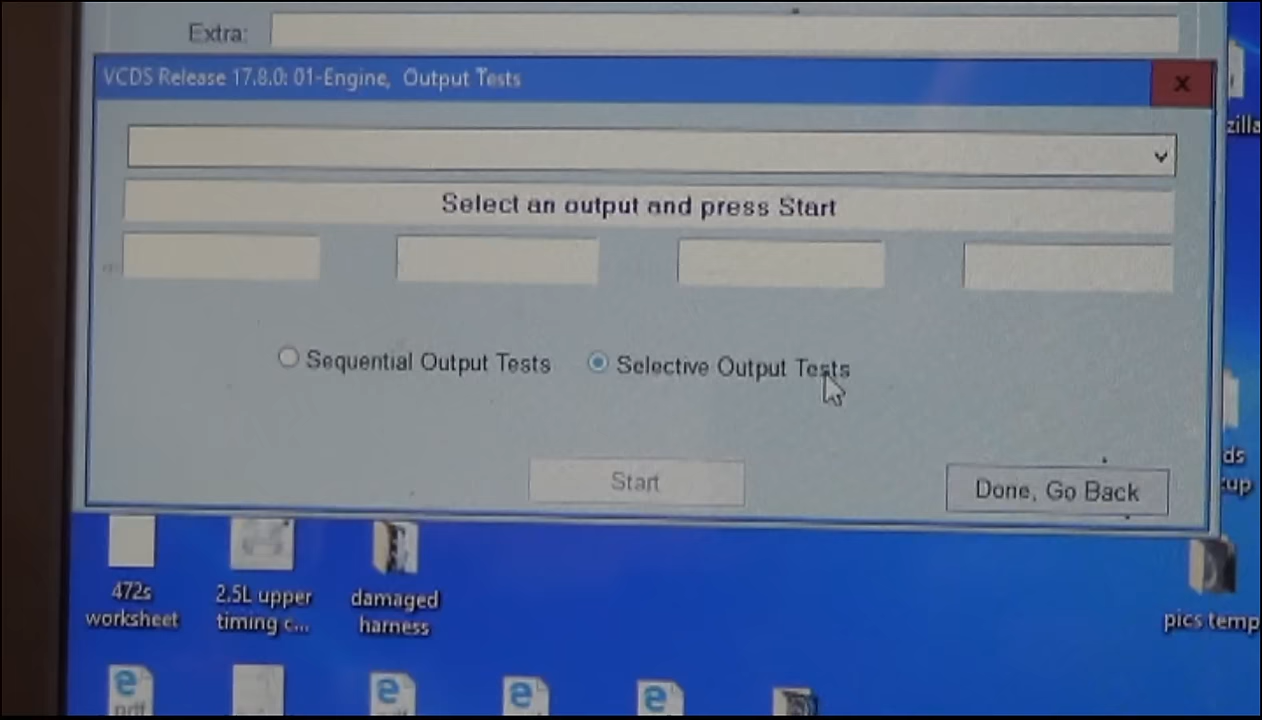 Extra:
VCDS Release 17.8.0: 01-Engine, Output Tests
Select an output and press Start
Sequential Output Tests
Selective Output Tests
Start
Done, Go Back
472s
worksheet
2.5L upper
timing c...
damaged
harness
pics temp
zilla
ds
up
pdf